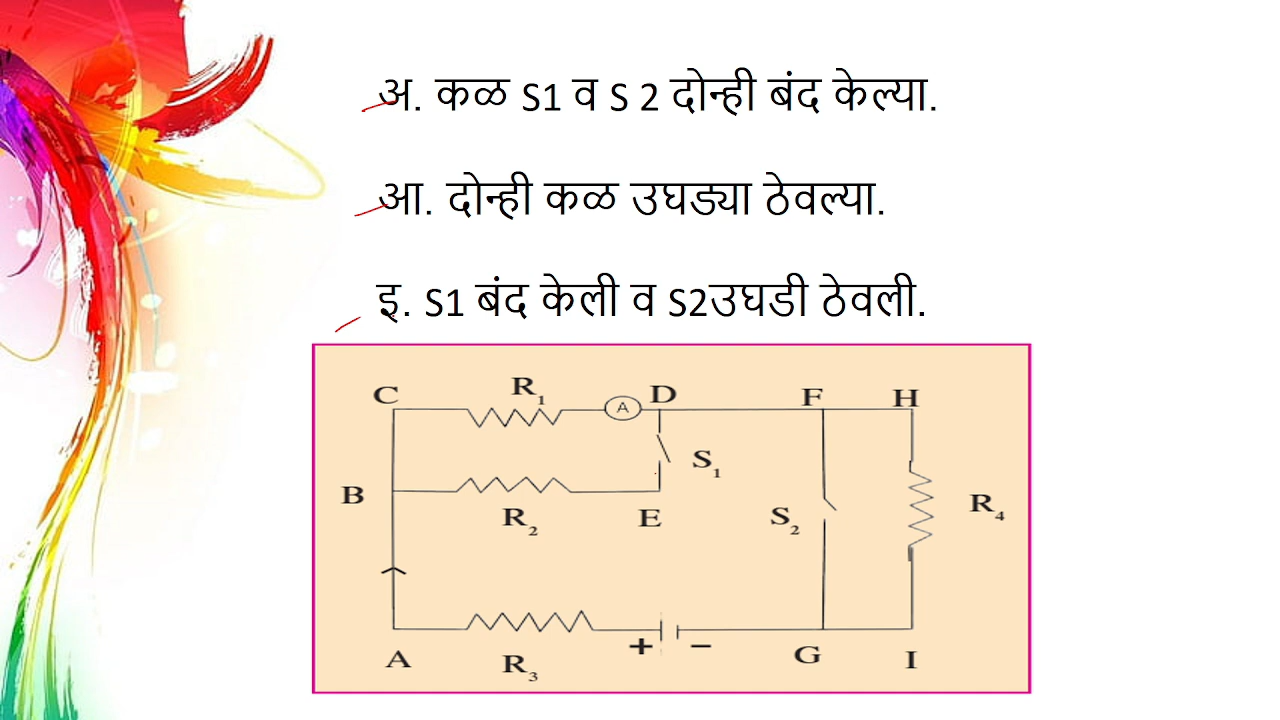 अ. कळ S1 व S 2 दोन्ही बंद केल्या.
आ. दोन्ही कळ उघड्या ठेवल्या.
इ. S1 बंद केली व S2उघडी ठेवली.
C R₁ A D F H
S₁
B R₂ E S₂ R₄
A R₃ + − G I